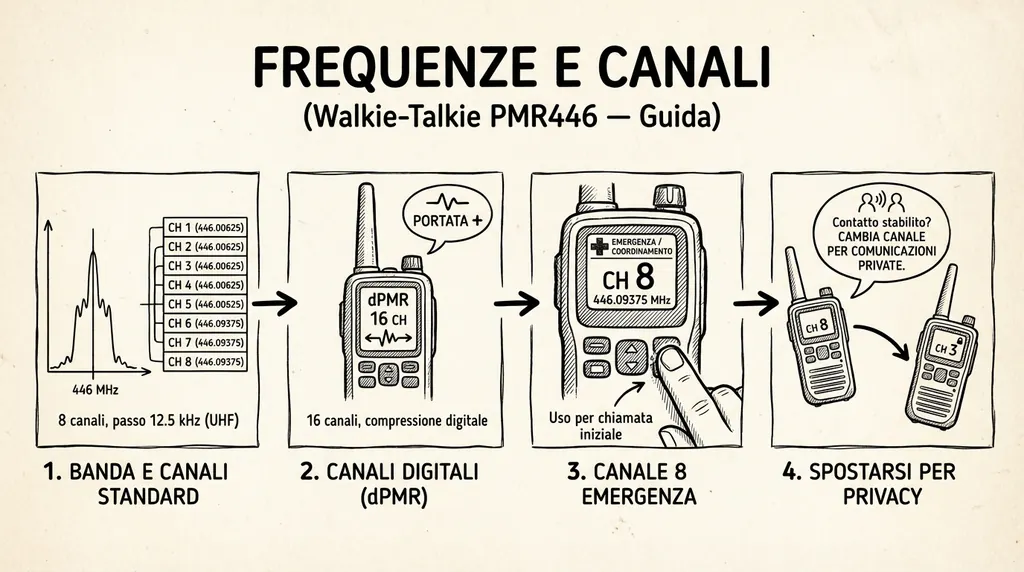 FREQUENZE E CANALI
(Walkie-Talkie PMR446 — Guida)
CH 1 (446.00625)
CH 2 (446.00625)
CH 3 (446.00625)
CH 4 (446.00625)
CH 5 (446.00525)
CH 6 (446.09375)
CH 7 (446.09375)
CH 8 (446.09375)
446 MHz
8 canali, passo 12.5 kHz (UHF)
1. BANDA E CANALI
STANDARD
PORTATA +
dPMR
16 CH
16 canali, compressione digitale
2. CANALI DIGITALI
(dPMR)
EMERGENZA /
COORDINAMENTO
CH 8
446.09375 MHz
Uso per chiamata
iniziale
3. CANALE 8
EMERGENZA
Contatto stabilito?
CAMBIA CANALE
PER COMUNICAZIONI
PRIVATE.
CH 8
CH 3
4. SPOSTARSI PER
PRIVACY